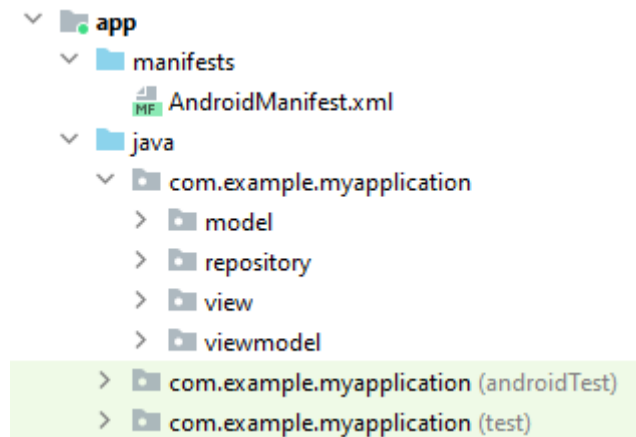 app
manifests
MF AndroidManifest.xml
java
com.example.myapplication
model
repository
view
viewmodel
com.example.myapplication (androidTest)
com.example.myapplication (test)